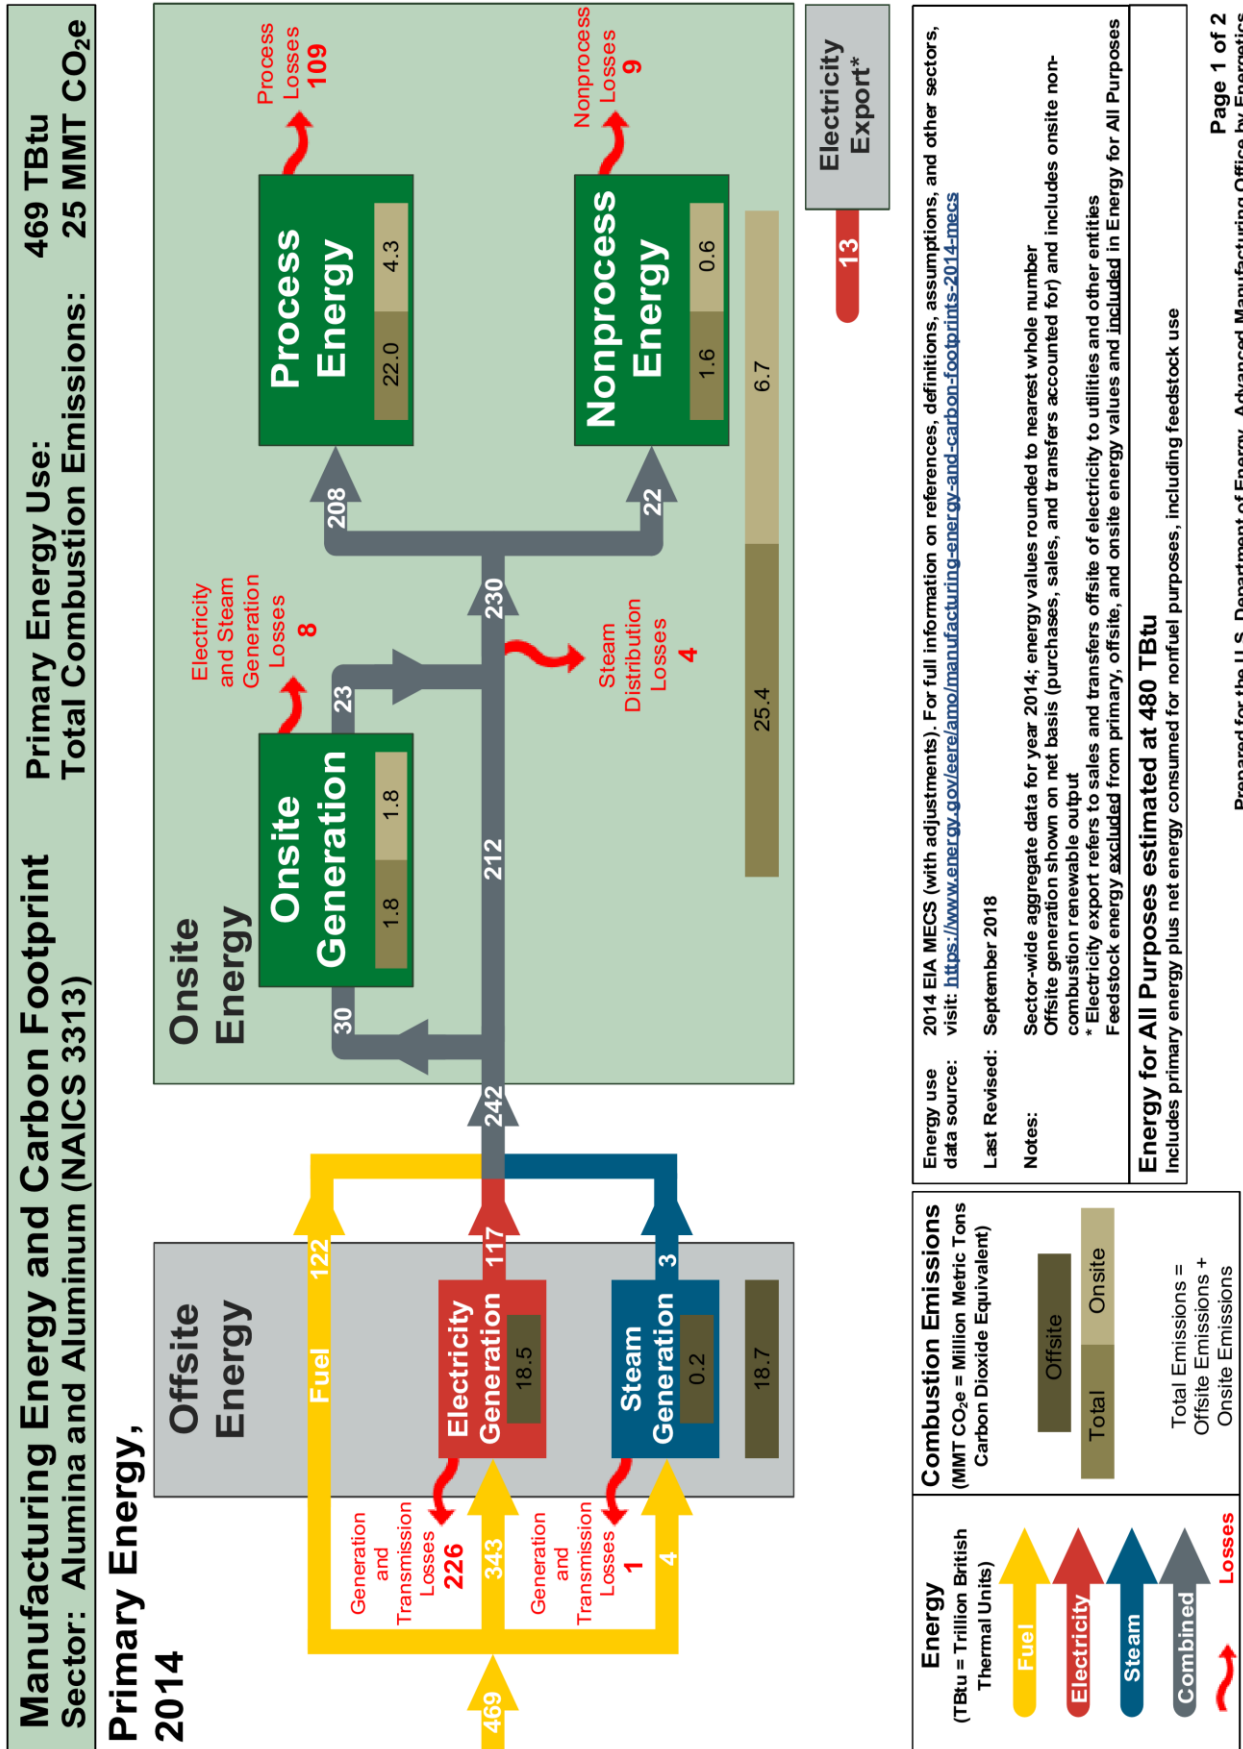 Manufacturing Energy and Carbon Footprint
Sector: Alumina and Aluminum (NAICS 3313)
Primary Energy Use: 469 TBtu
Total Combustion Emissions: 25 MMT CO₂e
Primary Energy,
2014
469
Fuel
122
Generation
and
Transmission
Losses
226
343
Generation
and
Transmission
Losses
1
4
Offsite
Energy
Electricity
Generation
18.5
117
Steam
Generation
0.2
3
18.7
242
Onsite
Energy
30
Onsite
Generation
1.8 1.8
Electricity
and Steam
Generation
Losses
8
23
212
230
Steam
Distribution
Losses
4
208
22
Process
Energy
22.0 4.3
Process
Losses
109
Nonprocess
Energy
1.6 0.6
Nonprocess
Losses
9
25.4 6.7
13
Electricity
Export*
Energy
(TBtu = Trillion British
Thermal Units)
Fuel
Electricity
Steam
Combined
Losses
Combustion Emissions
(MMT CO₂e = Million Metric Tons
Carbon Dioxide Equivalent)
Offsite
Total Onsite
Total Emissions =
Offsite Emissions +
Onsite Emissions
Energy use
data source:
2014 EIA MECS (with adjustments). For full information on references, definitions, assumptions, and other sectors,
visit: https://www.energy.gov/eere/amo/manufacturing-energy-and-carbon-footprints-2014-mecs
Last Revised: September 2018
Notes:
Sector-wide aggregate data for year 2014; energy values rounded to nearest whole number
Offsite generation shown on net basis (purchases, sales, and transfers accounted for) and includes onsite non-
combustion renewable output
* Electricity export refers to sales and transfers offsite of electricity to utilities and other entities
Feedstock energy excluded from primary, offsite, and onsite energy values and included in Energy for All Purposes
Energy for All Purposes estimated at 480 TBtu
Includes primary energy plus net energy consumed for nonfuel purposes, including feedstock use
Page 1 of 2
Prepared for the U.S. Department of Energy, Advanced Manufacturing Office by Energetics